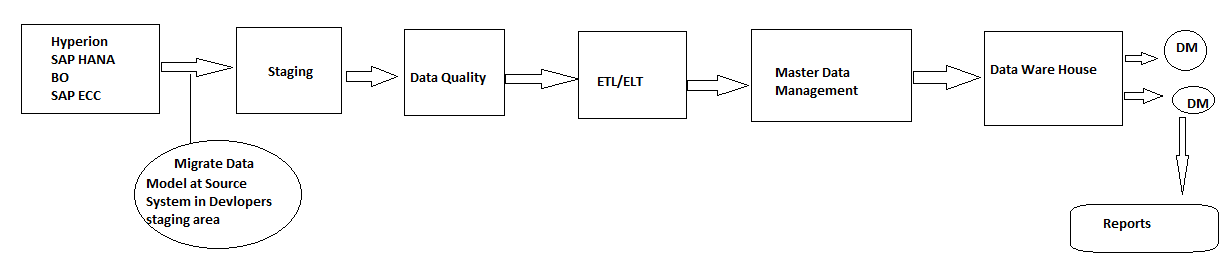 Hyperion
SAP HANA
BO
SAP ECC
Staging
Data Quality
ETL/ELT
Master Data
Management
Data Ware House
DM
DM
Migrate Data
Model at Source
System in Devlopers
staging area
Reports